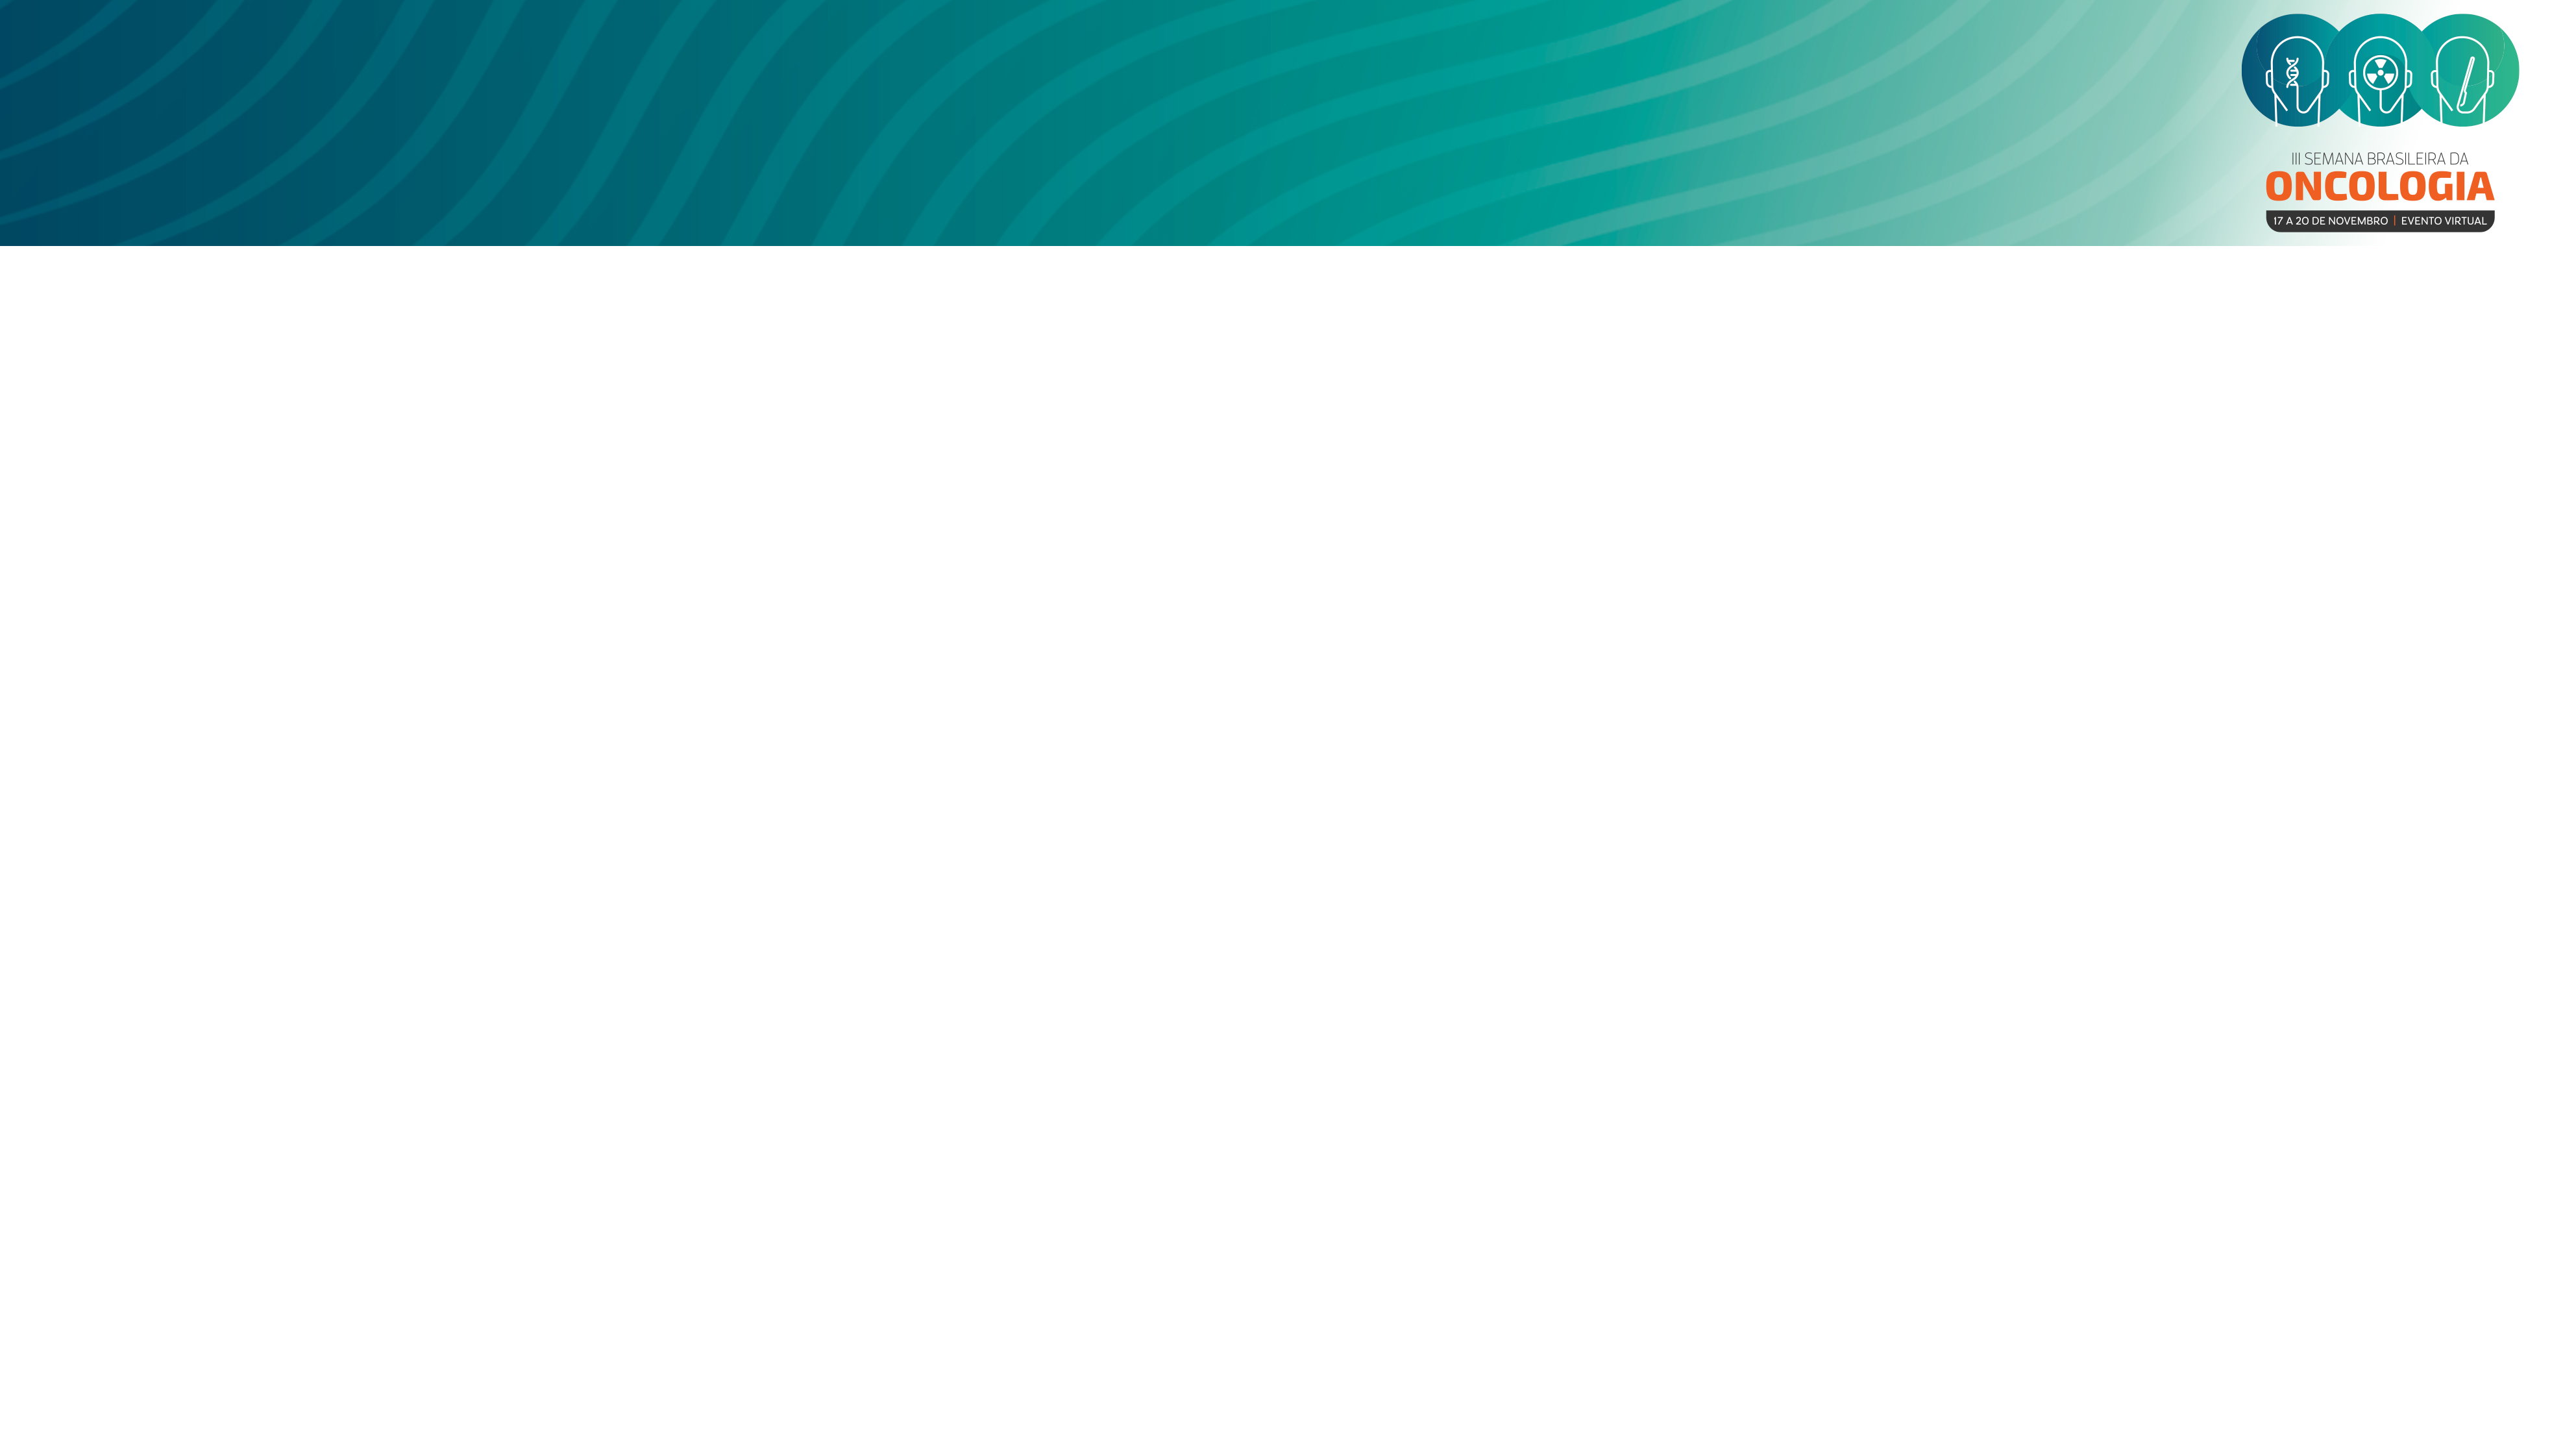 III SEMANA BRASILEIRA DA
ONCOLOGIA
17 A 20 DE NOVEMBRO | EVENTO VIRTUAL